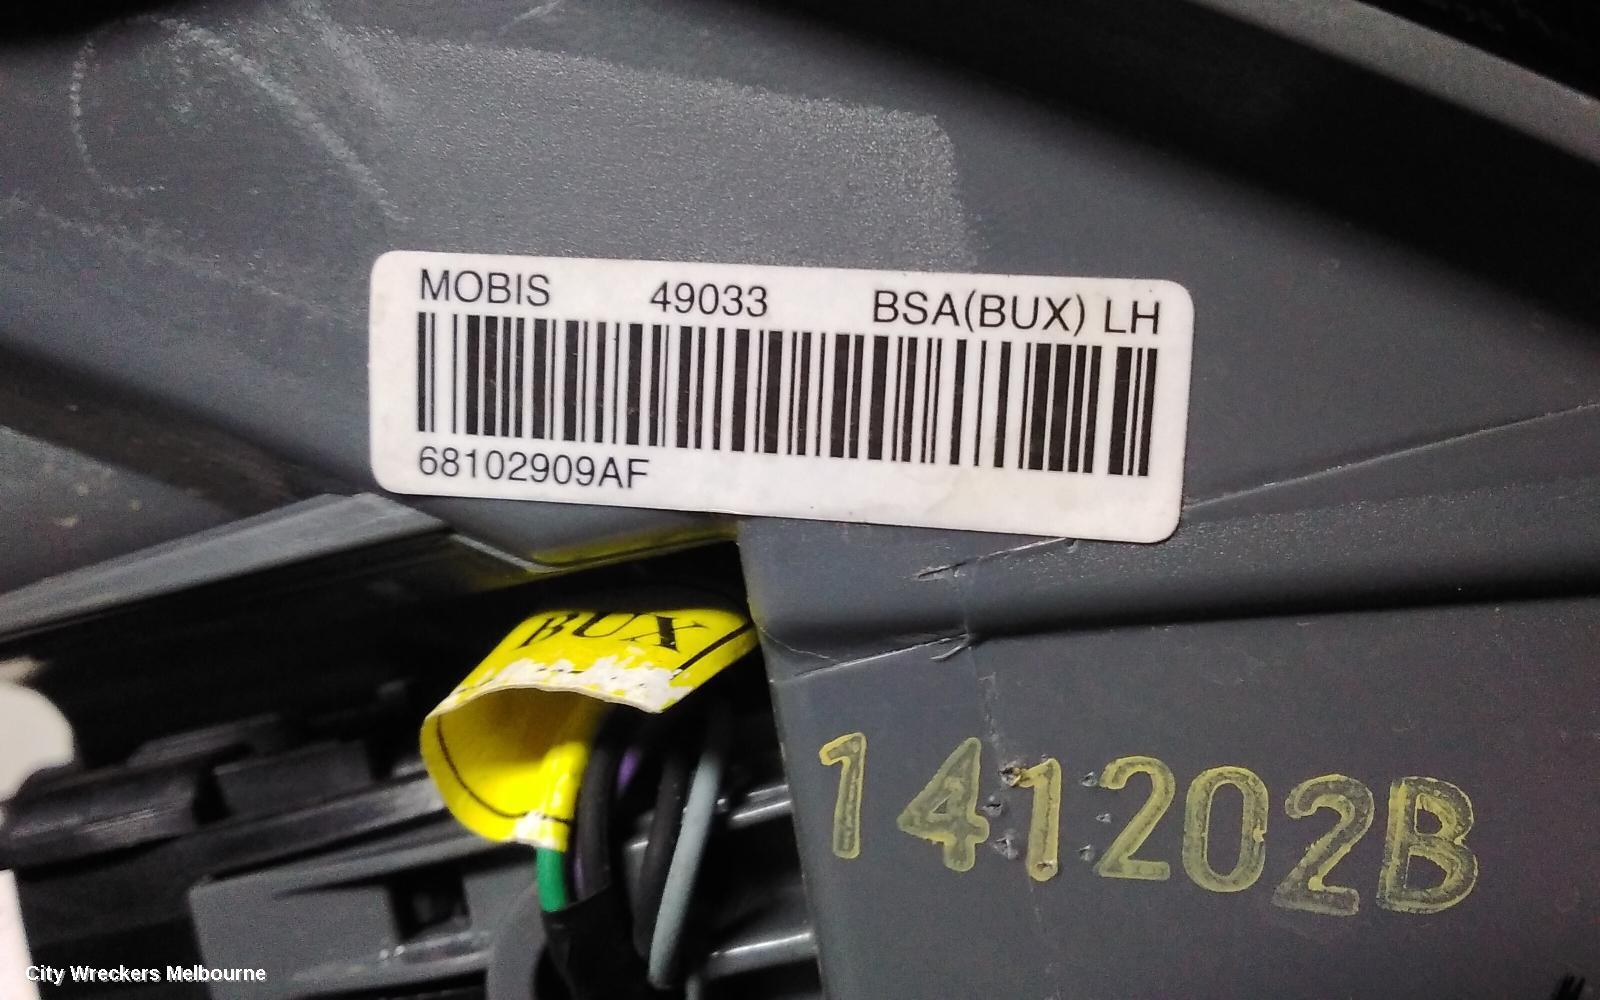 MOBIS 49033 BSA(BUX) LH
68102909AF
BUX
141202B
City Wreckers Melbourne